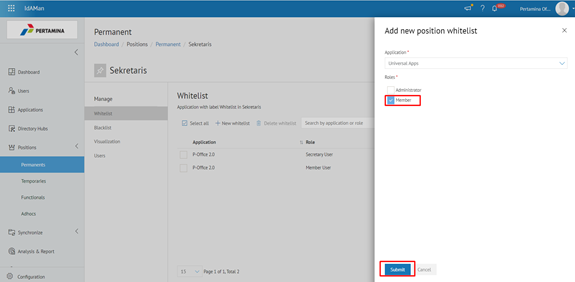 IdAMan
Pertamina Of...
PERTAMINA
Dashboard
Users
Applications
Directory Hubs
Positions
Permanents
Temporaries
Functionals
Adhocs
Synchronize
Analysis & Report
Configuration
Permanent
Dashboard / Positions / Permanent / Sekretaris
Sekretaris
Manage
Whitelist
Blacklist
Visualization
Users
Whitelist
Application with label Whitelist in Sekretaris
Select all
New whitelist
Delete whitelist
Search by application or role
Application
Role
P-Office 2.0
Secretary User
P-Office 2.0
Member User
15
Page 1 of 1, Total 2
Add new position whitelist
Application *
Universal Apps
Roles *
Administrator
Member
Submit
Cancel